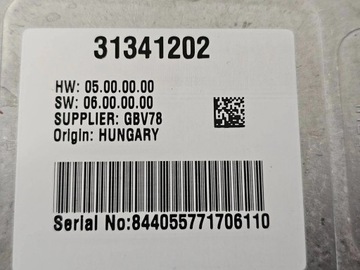 31341202
HW: 05.00.00.00
SW: 06.00.00.00
SUPPLIER: GBV78
Origin: HUNGARY
Serial No:844055771706110